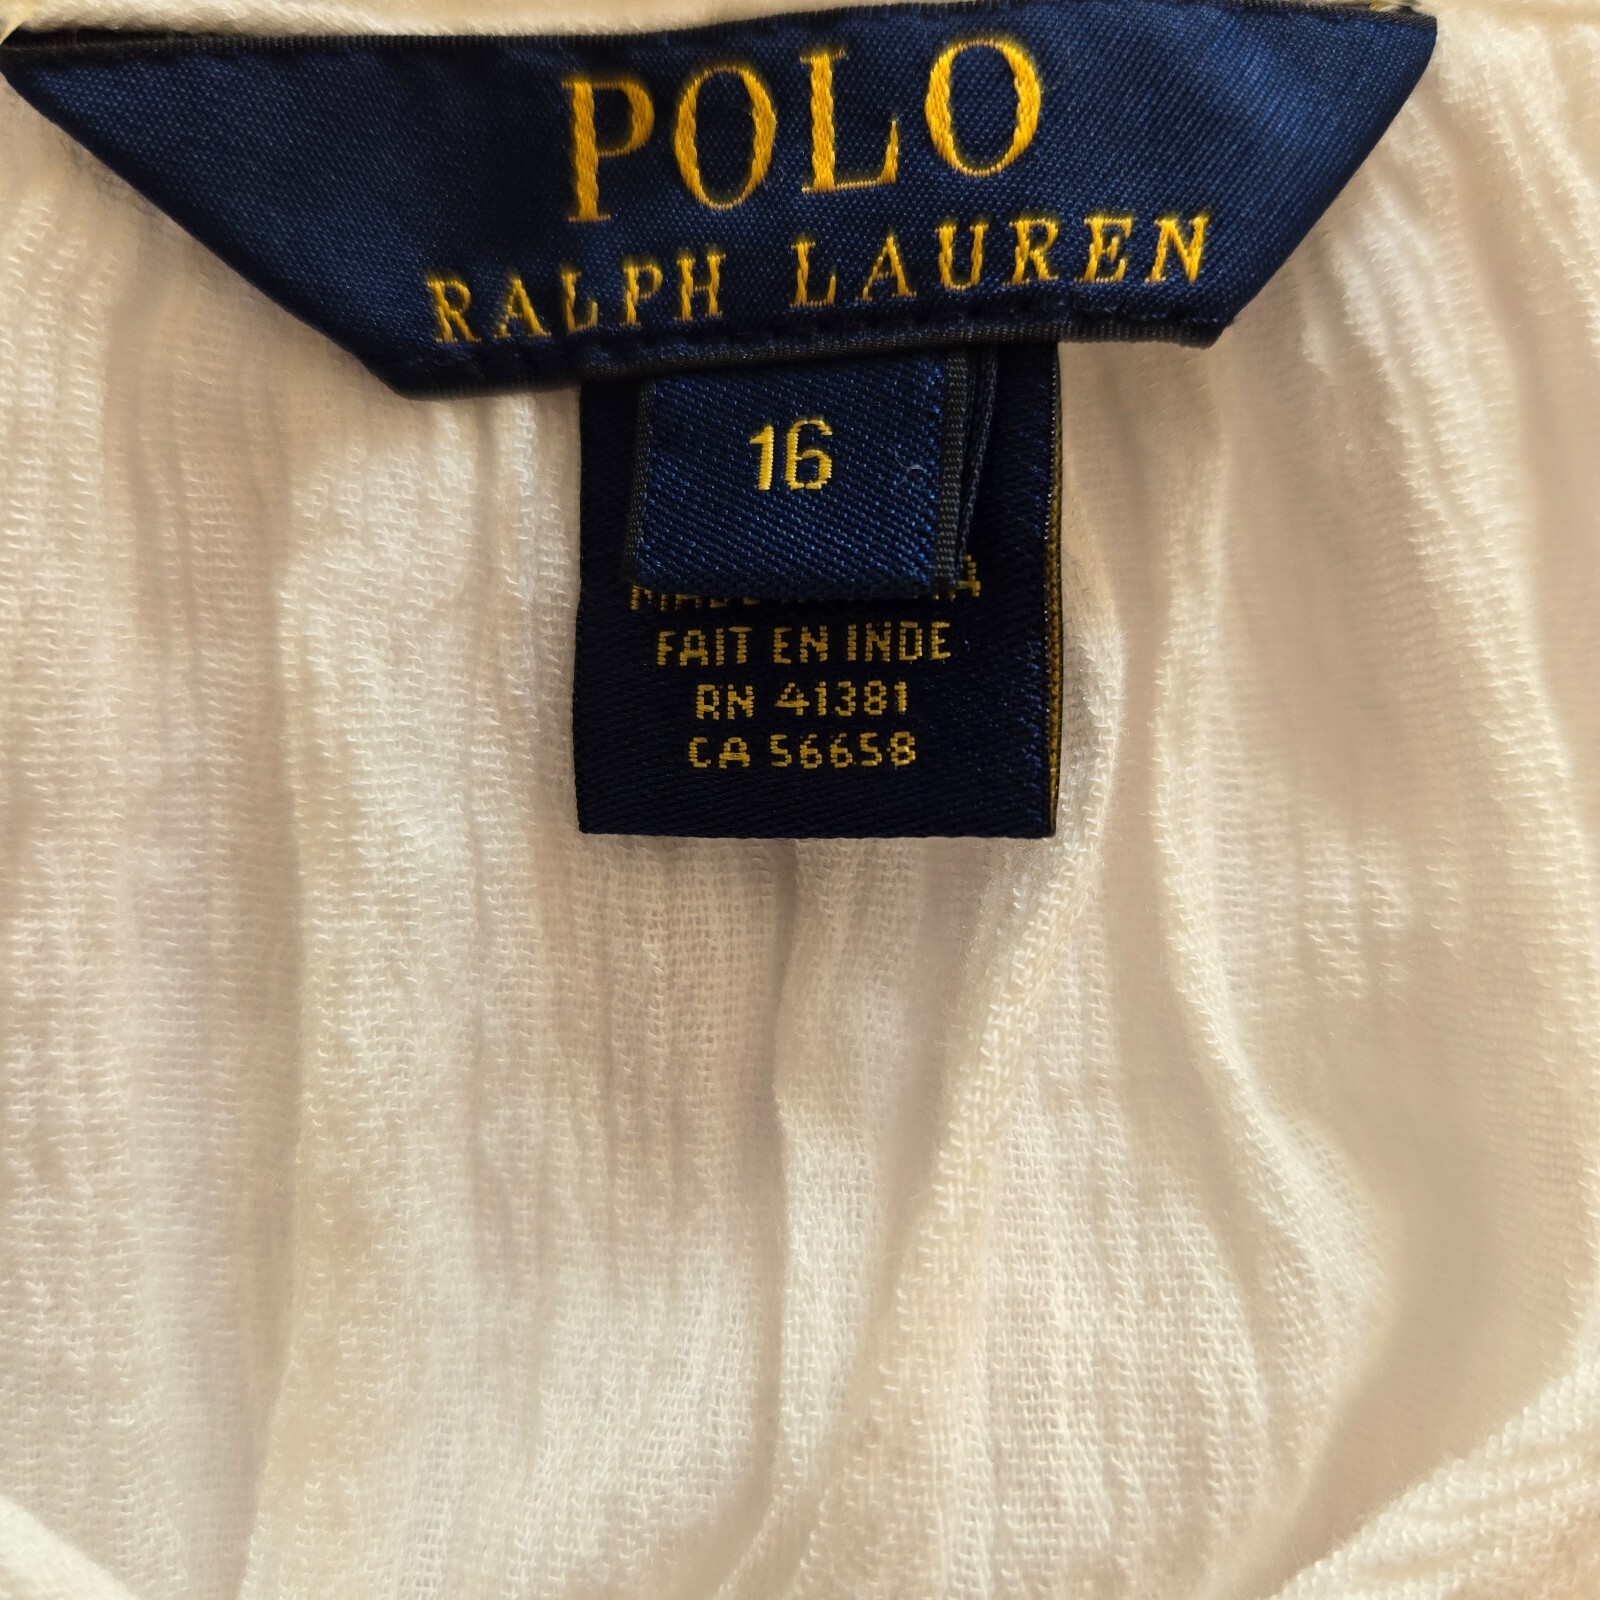 POLO
RALPH LAUREN
16
FAIT EN INDE
RN 41381
CA 56658